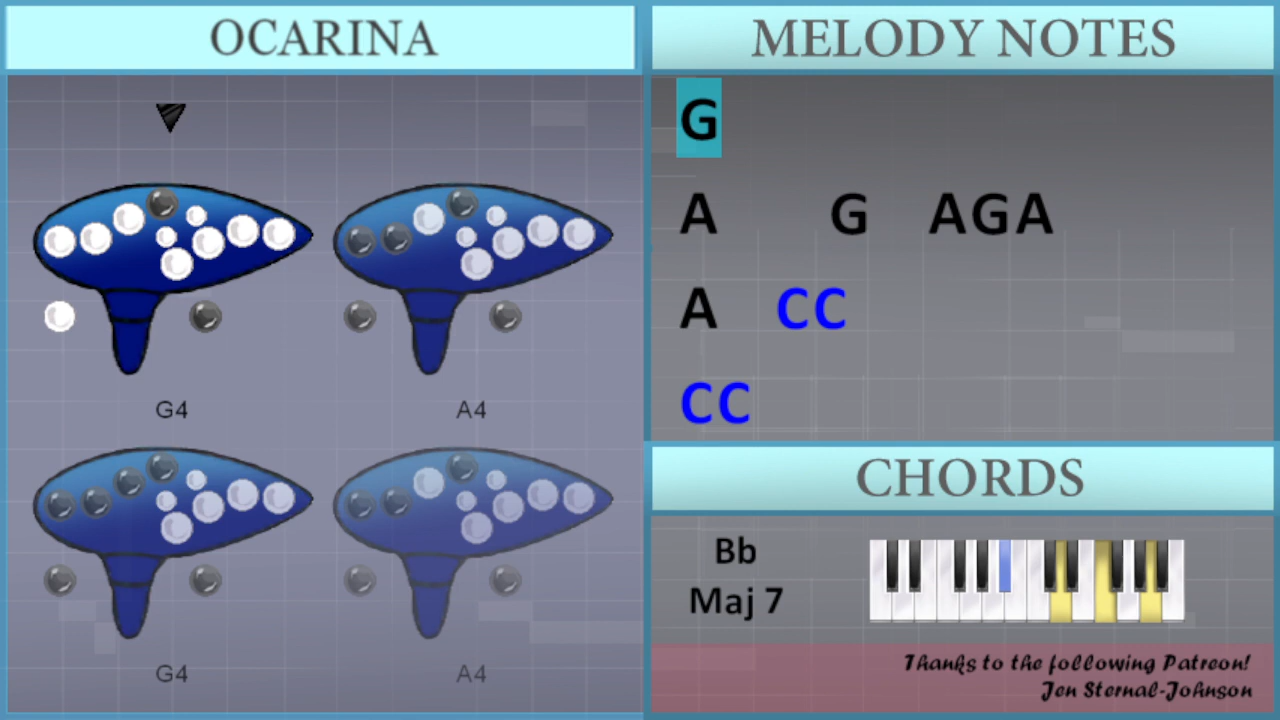 OCARINA
G4 A4
G4 A4
MELODY NOTES
G
A G AGA
A CC
CC
CHORDS
Bb
Maj 7
Thanks to the following Patreon!
Jen Sternal-Johnson